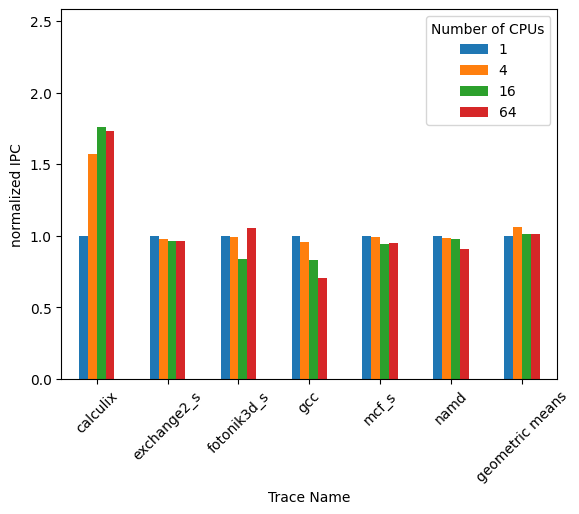 Number of CPUs
1
4
16
64
normalized IPC
2.5
2.0
1.5
1.0
0.5
0.0
calculix
exchange2_s
fotonik3d_s
gcc
mcf_s
namd
geometric means
Trace Name